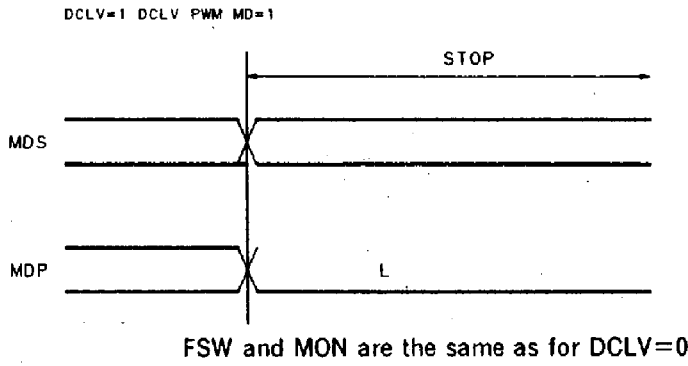 DCLV=1 DCLV PWM MD=1
STOP
MDS
MDP
L
FSW and MON are the same as for DCLV=0